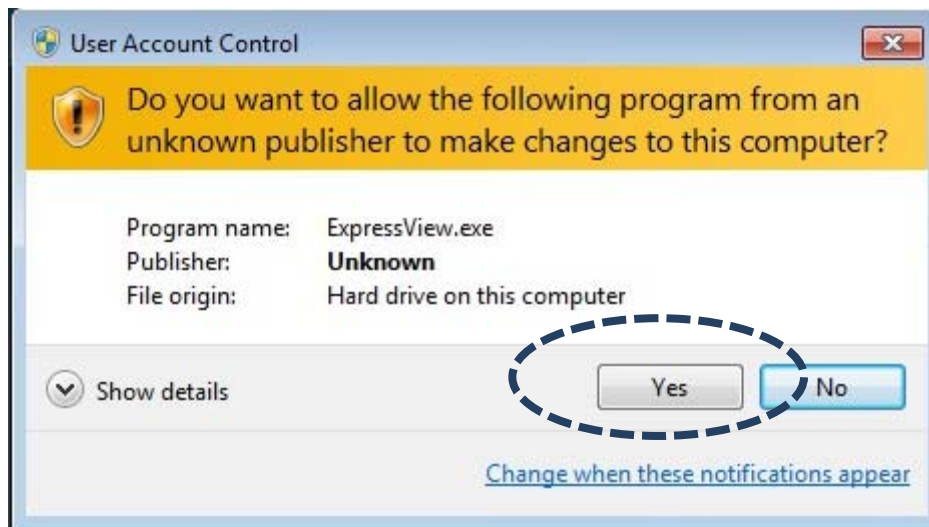 User Account Control
Do you want to allow the following program from an
unknown publisher to make changes to this computer?
Program name: ExpressView.exe
Publisher: Unknown
File origin: Hard drive on this computer
Show details
Yes No
Change when these notifications appear